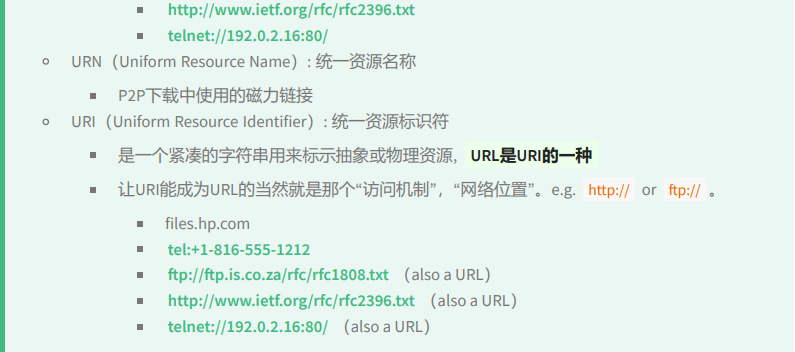 http://www.ietf.org/rfc/rfc2396.txt
telnet://192.0.2.16:80/
URN（Uniform Resource Name）: 统一资源名称
P2P下载中使用的磁力链接
URI（Uniform Resource Identifier）: 统一资源标识符
是一个紧凑的字符串用来标示抽象或物理资源, URL是URI的一种
让URI能成为URL的当然就是那个“访问机制”，“网络位置”。e.g. http:// or ftp:// 。
files.hp.com
tel:+1-816-555-1212
ftp://ftp.is.co.za/rfc/rfc1808.txt （also a URL）
http://www.ietf.org/rfc/rfc2396.txt （also a URL）
telnet://192.0.2.16:80/ （also a URL）